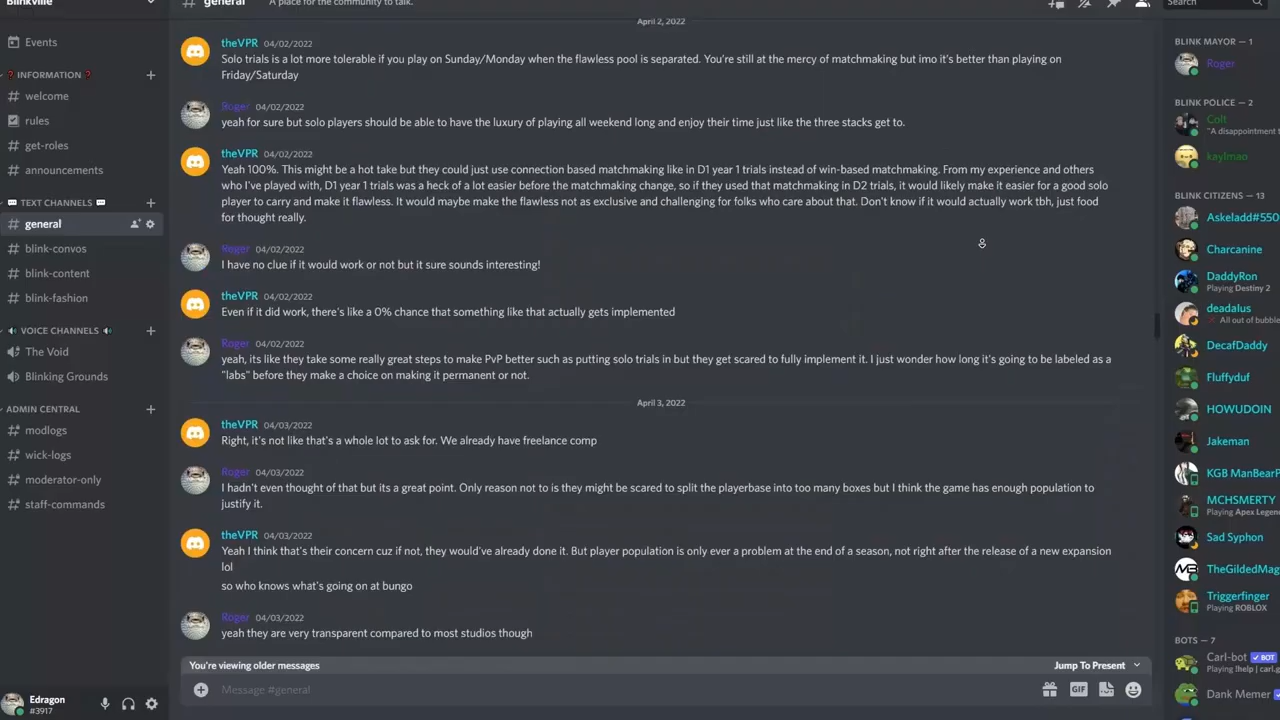 Blinkville
Events
INFORMATION
welcome
rules
get-roles
announcements
TEXT CHANNELS
general
blink-convos
blink-content
blink-fashion
VOICE CHANNELS
The Void
Blinking Grounds
ADMIN CENTRAL
modlogs
wick-logs
moderator-only
staff-commands
Edragon
#3917
# general A place for the community to talk.
Search
April 2, 2022
theVPR 04/02/2022
Solo trials is a lot more tolerable if you play on Sunday/Monday when the flawless pool is separated. You're still at the mercy of matchmaking but imo it's better than playing on
Friday/Saturday
Roger 04/02/2022
yeah for sure but solo players should be able to have the luxury of playing all weekend long and enjoy their time just like the three stacks get to.
theVPR 04/02/2022
Yeah 100%. This might be a hot take but they could just use connection based matchmaking like in D1 year 1 trials instead of win-based matchmaking. From my experience and others
who I've played with, D1 year 1 trials was a heck of a lot easier before the matchmaking change, so if they used that matchmaking in D2 trials, it would likely make it easier for a good solo
player to carry and make it flawless. It would maybe make the flawless not as exclusive and challenging for folks who care about that. Don't know if it would actually work tbh, just food
for thought really.
Roger 04/02/2022
I have no clue if it would work or not but it sure sounds interesting!
theVPR 04/02/2022
Even if it did work, there's like a 0% chance that something like that actually gets implemented
Roger 04/02/2022
yeah, its like they take some really great steps to make PvP better such as putting solo trials in but they get scared to fully implement it. I just wonder how long it's going to be labeled as a
"labs" before they make a choice on making it permanent or not.
April 3, 2022
theVPR 04/03/2022
Right, it's not like that's a whole lot to ask for. We already have freelance comp
Roger 04/03/2022
I hadn't even thought of that but its a great point. Only reason not to is they might be scared to split the playerbase into too many boxes but I think the game has enough population to
justify it.
theVPR 04/03/2022
Yeah I think that's their concern cuz if not, they would've already done it. But player population is only ever a problem at the end of a season, not right after the release of a new expansion
lol
so who knows what's going on at bungo
Roger 04/03/2022
yeah they are very transparent compared to most studios though
You're viewing older messages
Jump To Present
Message #general
GIF
BLINK MAYOR — 1
Roger
BLINK POLICE — 2
Colt
"A disappointment t
kaylmao
BLINK CITIZENS — 13
Askeladd#550
Charcanine
DaddyRon
Playing Destiny 2
deadalus
All out of bubble
DecafDaddy
Fluffyduf
HOWUDOIN
Jakeman
KGB ManBearP
MCHSMERTY
Playing Apex Legend
Sad Syphon
TheGildedMag
Triggerfinger
Playing ROBLOX
BOTS — 7
Carl-bot BOT
Playing !help | carl.g
Dank Memer